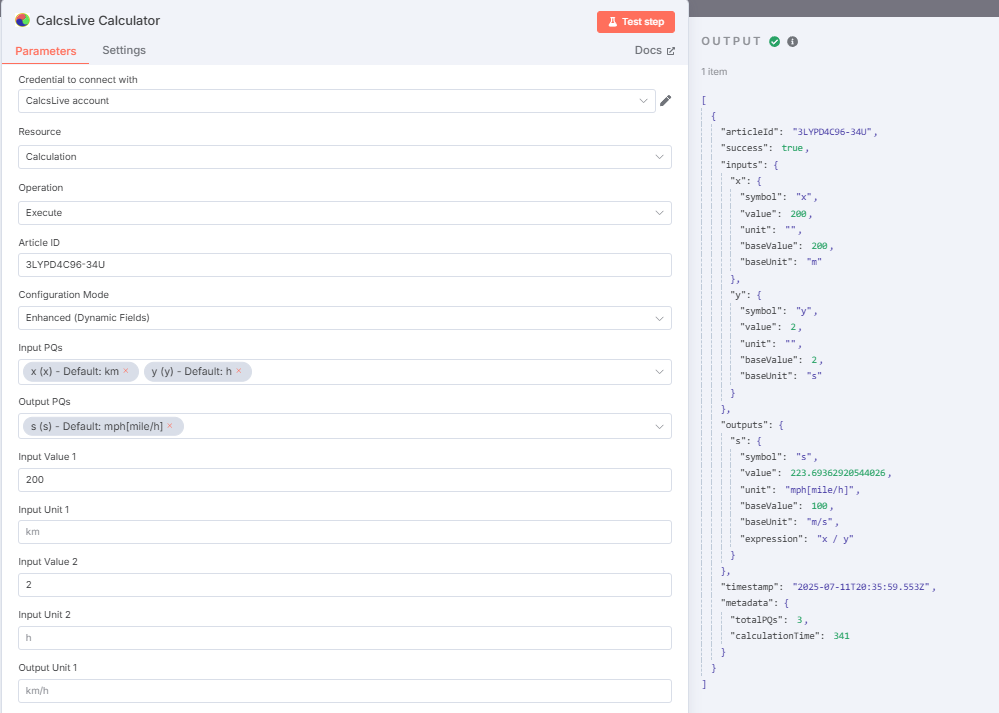 CalcsLive Calculator
Test step
Parameters
Settings
Docs
Credential to connect with
CalcsLive account
Resource
Calculation
Operation
Execute
Article ID
3LYPD4C96-34U
Configuration Mode
Enhanced (Dynamic Fields)
Input PQs
x (x) - Default: km × y (y) - Default: h ×
Output PQs
s (s) - Default: mph[mile/h] ×
Input Value 1
200
Input Unit 1
km
Input Value 2
2
Input Unit 2
h
Output Unit 1
km/h
OUTPUT
1 item
[
{
"articleId": "3LYPD4C96-34U",
"success": true,
"inputs": {
"x": {
"symbol": "x",
"value": 200,
"unit": "",
"baseValue": 200,
"baseUnit": "m"
},
"y": {
"symbol": "y",
"value": 2,
"unit": "",
"baseValue": 2,
"baseUnit": "s"
}
},
"outputs": {
"s": {
"symbol": "s",
"value": 223.69362920544026,
"unit": "mph[mile/h]",
"baseValue": 100,
"baseUnit": "m/s",
"expression": "x / y"
}
},
"timestamp": "2025-07-11T20:35:59.553Z",
"metadata": {
"totalPQs": 3,
"calculationTime": 341
}
}
]